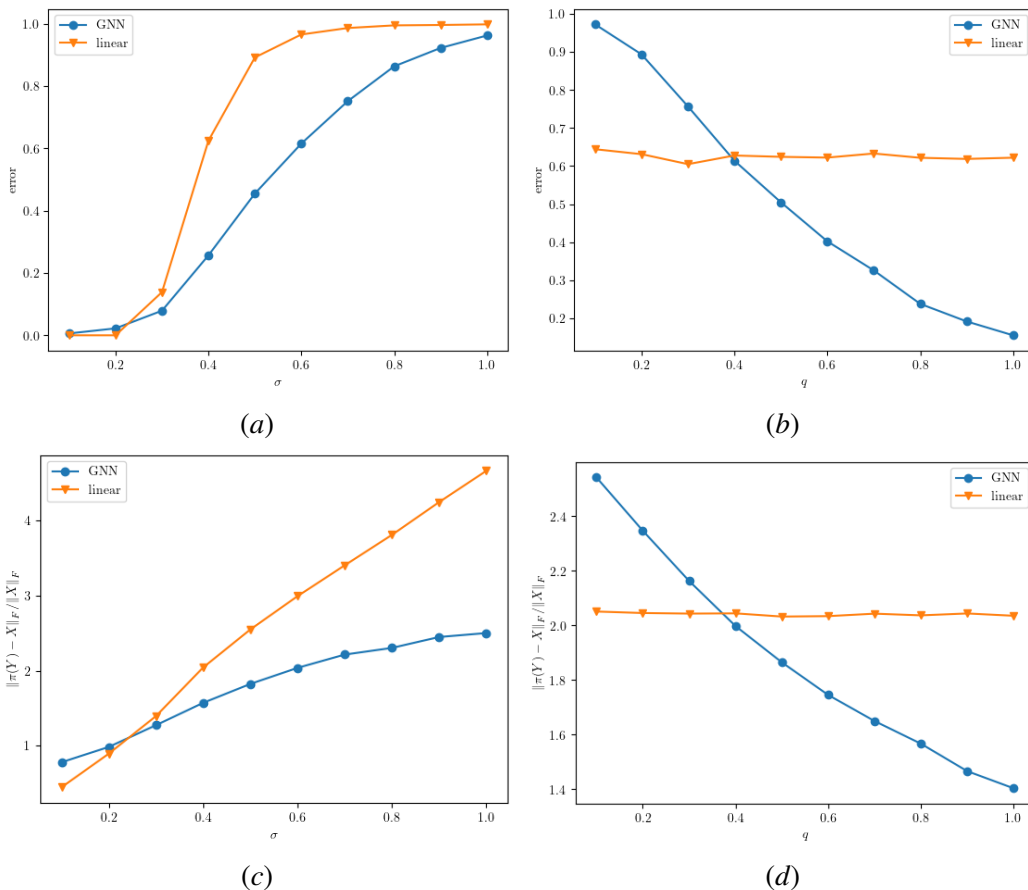 GNN
linear
1.0
0.8
0.6
0.4
0.2
0.0
error
0.2 0.4 0.6 0.8 1.0
σ
(a)
GNN
linear
1.0
0.9
0.8
0.7
0.6
0.5
0.4
0.3
0.2
error
0.2 0.4 0.6 0.8 1.0
q
(b)
GNN
linear
4
3
2
1
‖π(Y) − X‖_F/‖X‖_F
0.2 0.4 0.6 0.8 1.0
σ
(c)
GNN
linear
2.4
2.2
2.0
1.8
1.6
1.4
‖π(Y) − X‖_F/‖X‖_F
0.2 0.4 0.6 0.8 1.0
q
(d)